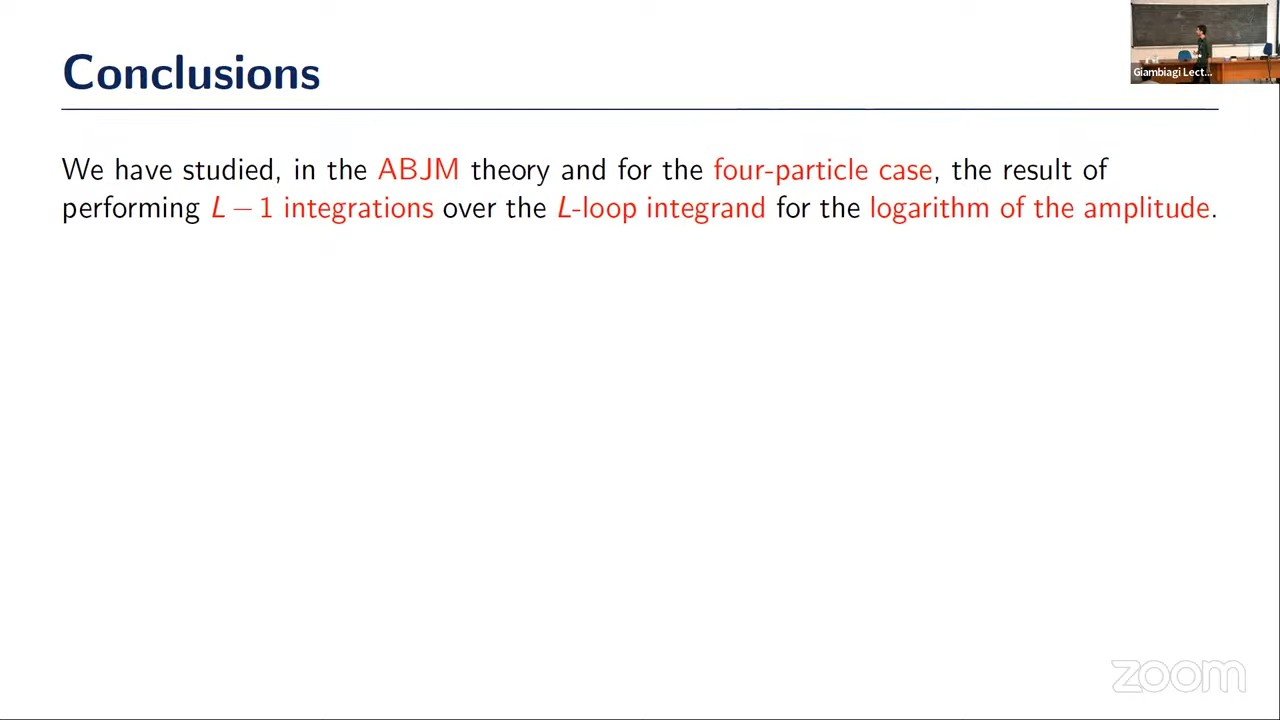 Conclusions
Giambiagi Lect...
We have studied, in the ABJM theory and for the four-particle case, the result of
performing L − 1 integrations over the L-loop integrand for the logarithm of the amplitude.
zoom